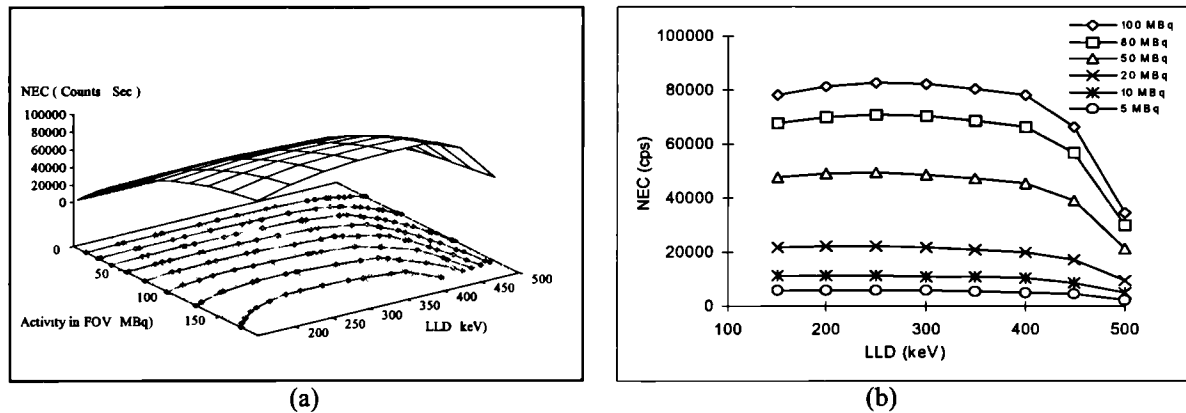 NEC ( Counts Sec )
100000
80000
60000
40000
20000
0
0
50
100
150
Activity in FOV MBq)
200
250
300
350
400
450
500
LLD keV)
(a)
100 MBq
80 MBq
50 MBq
20 MBq
10 MBq
5 MBq
100000
80000
60000
40000
20000
0
NEC (cps)
100 200 300 400 500
LLD (keV)
(b)